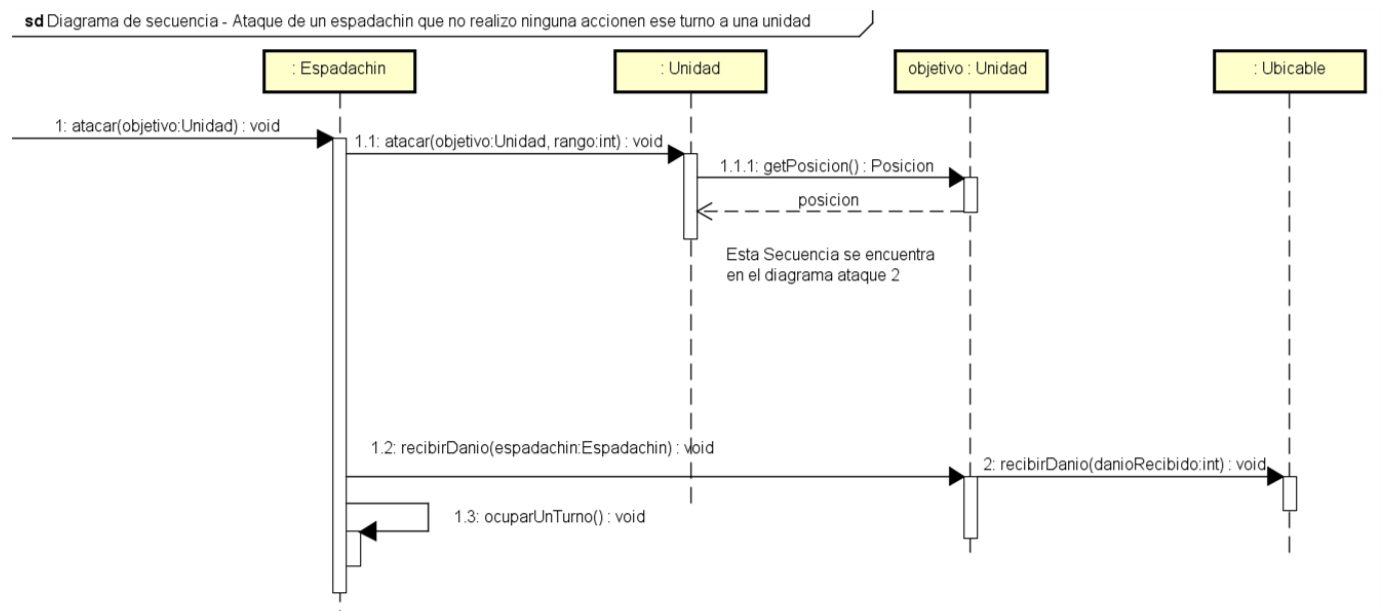 sd Diagrama de secuencia - Ataque de un espadachin que no realizo ninguna accionen ese turno a una unidad
: Espadachin
: Unidad
objetivo : Unidad
: Ubicable
1: atacar(objetivo:Unidad) : void
1.1: atacar(objetivo:Unidad, rango:int) : void
1.1.1: getPosicion() : Posicion
posicion
Esta Secuencia se encuentra
en el diagrama ataque 2
1.2: recibirDanio(espadachin:Espadachin) : void
2: recibirDanio(danioRecibido:int) : void
1.3: ocuparUnTurno() : void